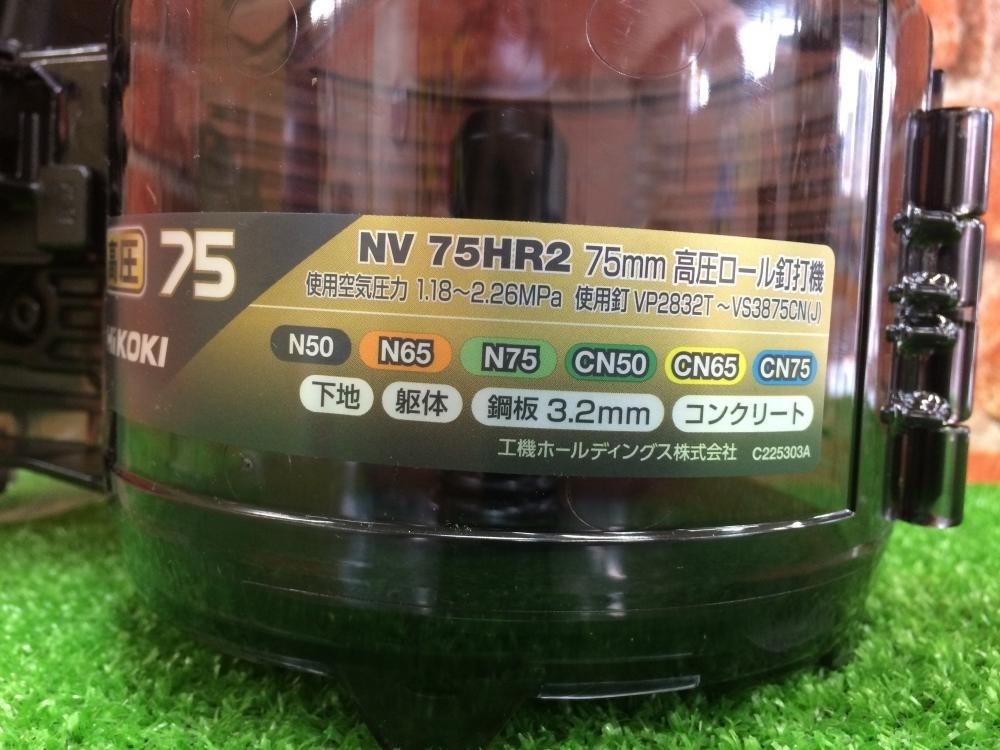 高圧 75
HiKOKI
NV 75HR2 75mm 高圧ロール釘打機
使用空気圧力 1.18〜2.26MPa 使用釘 VP2832T〜VS3875CN(J)
N50 N65 N75 CN50 CN65 CN75
下地 躯体 鋼板 3.2mm コンクリート
工機ホールディングス株式会社 C225303A